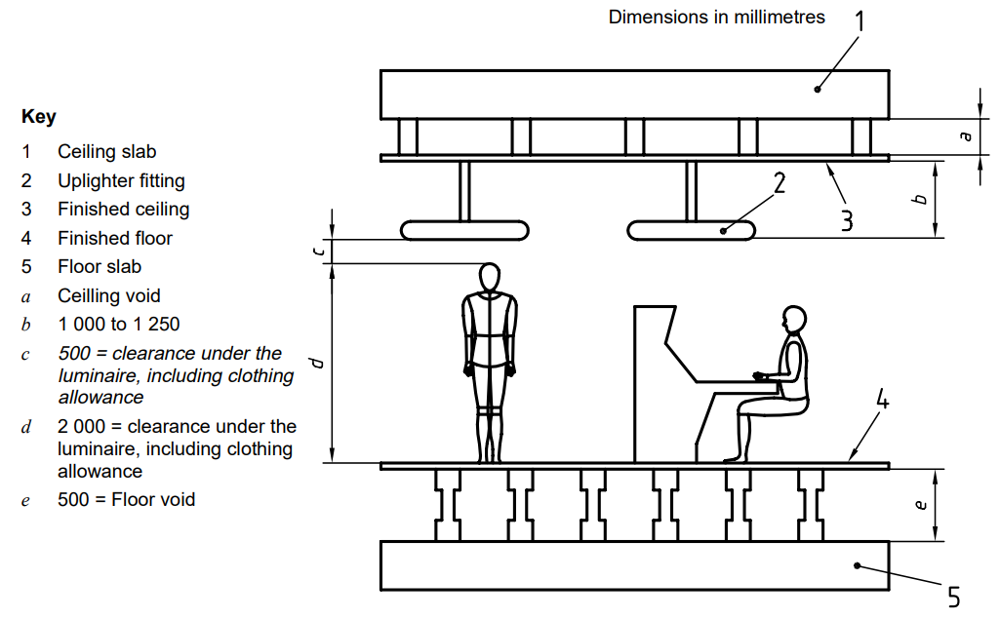 Dimensions in millimetres
1
Key
1 Ceiling slab
2 Uplighter fitting
3 Finished ceiling
4 Finished floor
5 Floor slab
a Ceilling void
b 1 000 to 1 250
c 500 = clearance under the
luminaire, including clothing
allowance
d 2 000 = clearance under the
luminaire, including clothing
allowance
e 500 = Floor void
a
2
b
3
c
d
4
e
5